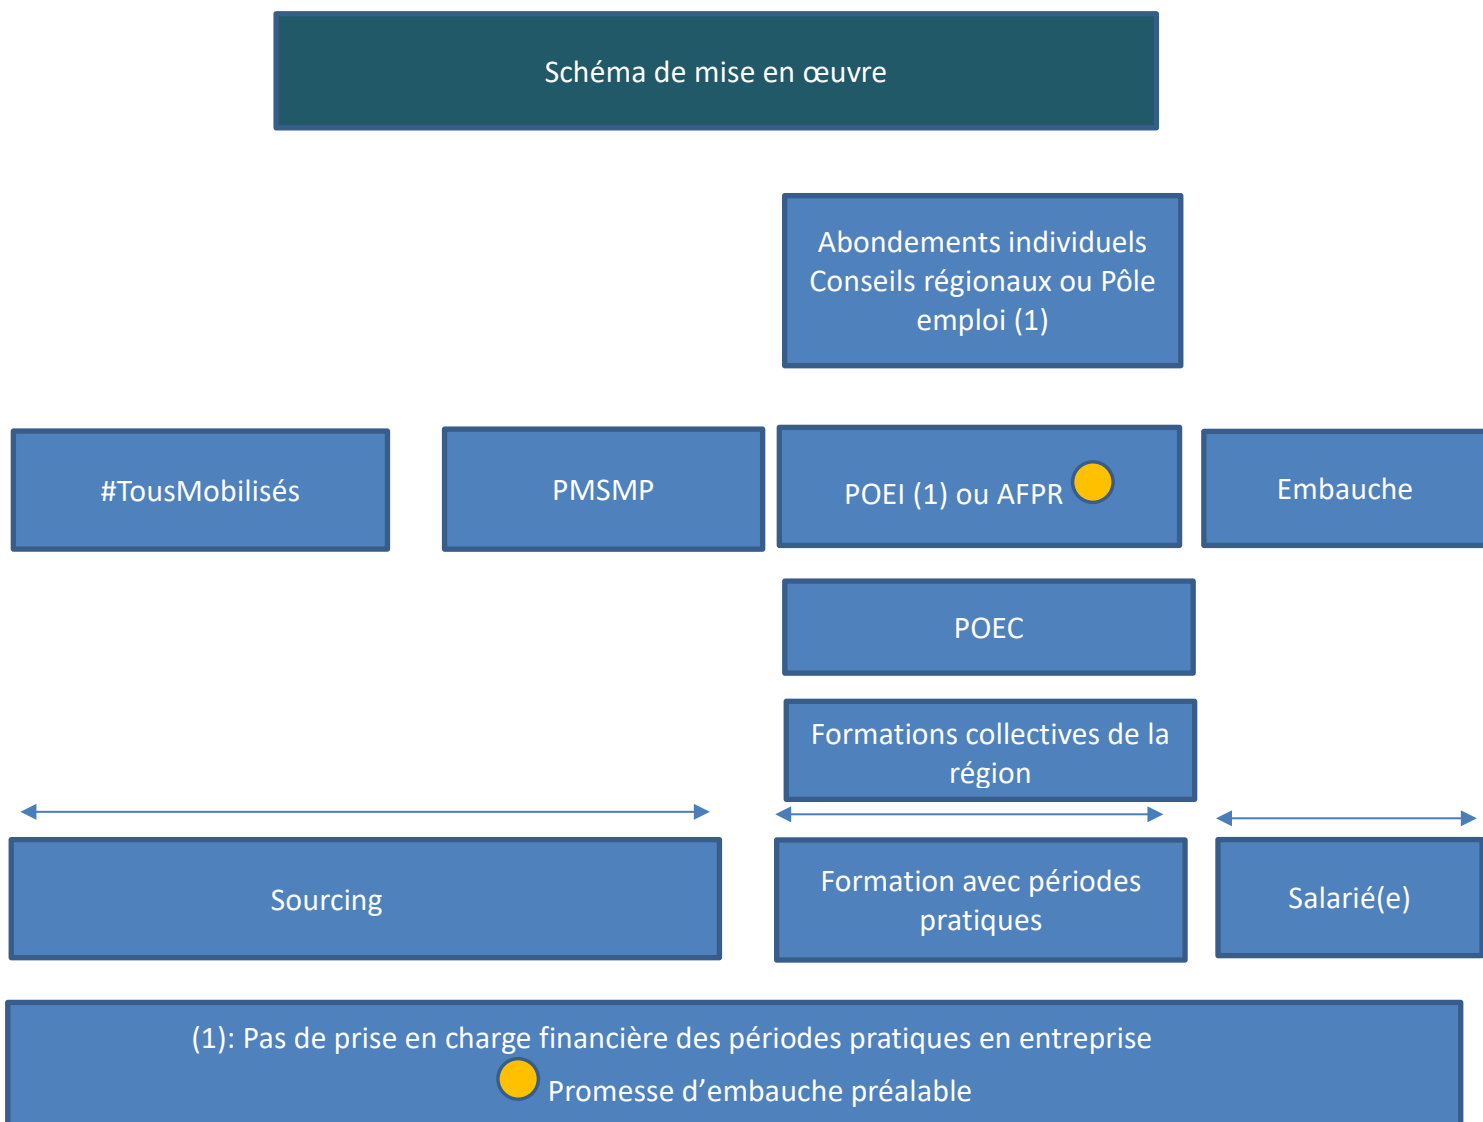 Schéma de mise en œuvre
Abondements individuels
Conseils régionaux ou Pôle
emploi (1)
#TousMobilisés
PMSMP
POEI (1) ou AFPR
Embauche
POEC
Formations collectives de la
région
Sourcing
Formation avec périodes
pratiques
Salarié(e)
(1): Pas de prise en charge financière des périodes pratiques en entreprise
Promesse d’embauche préalable